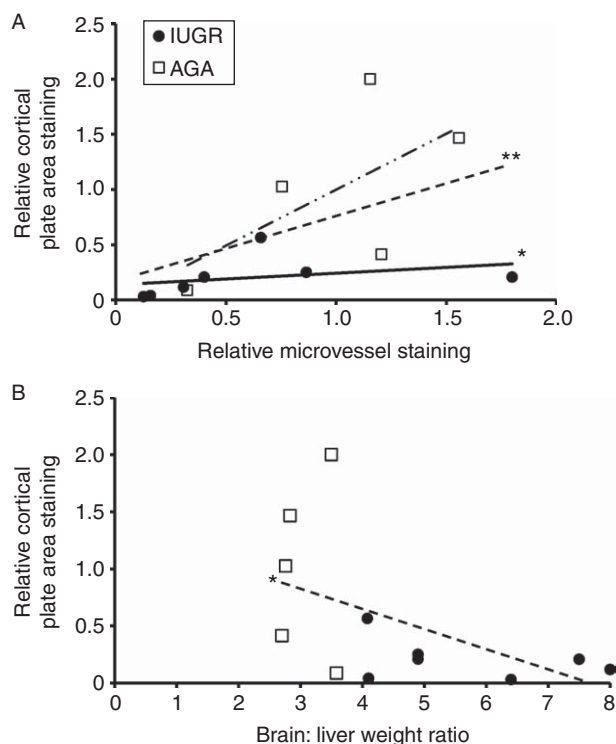 A
2.5
2.0
1.5
1.0
0.5
0
Relative cortical
plate area staining
IUGR
AGA
**
*
0
0.5
1.0
1.5
2.0
Relative microvessel staining
B
2.5
2.0
1.5
1.0
0.5
0
Relative cortical
plate area staining
*
0
1
2
3
4
5
6
7
8
Brain: liver weight ratio